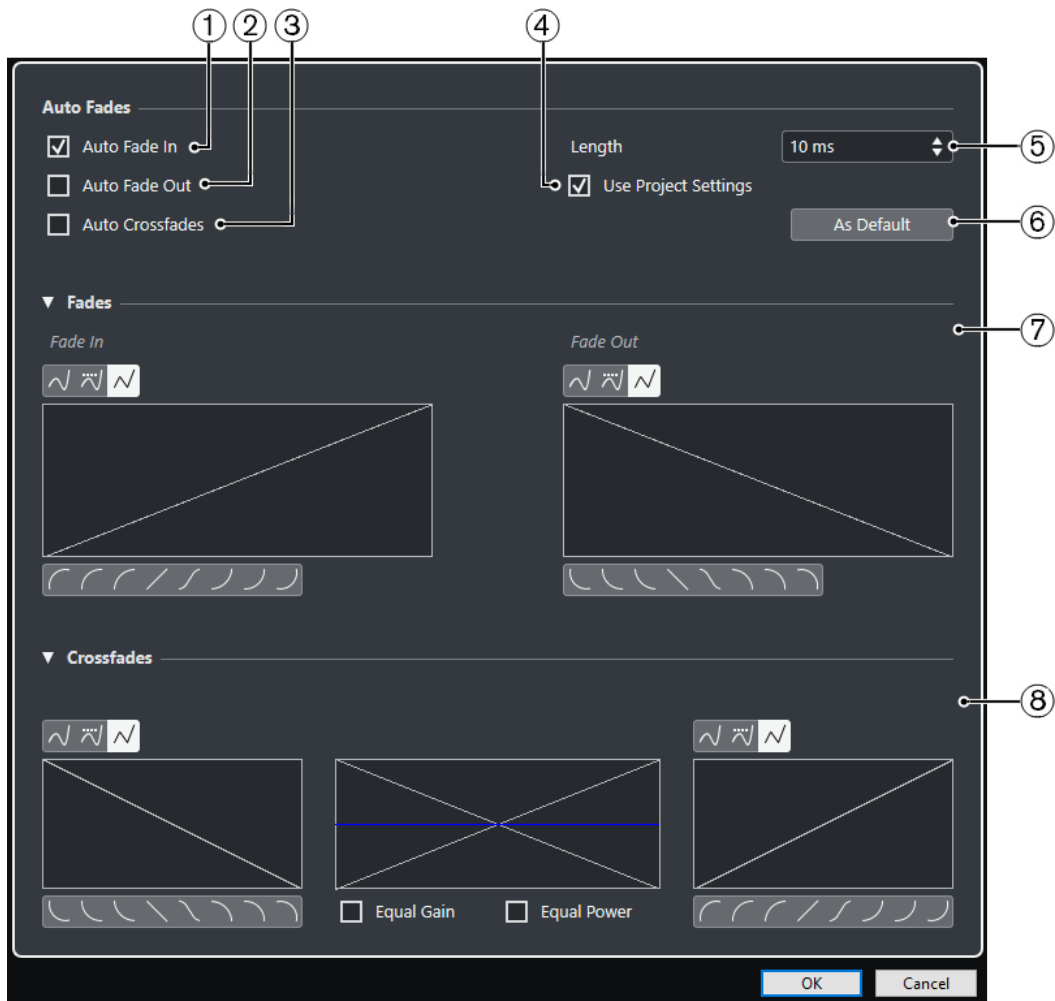 ① ② ③ ④
Auto Fades
Auto Fade In
Length 10 ms ⑤
Auto Fade Out
Use Project Settings
Auto Crossfades
As Default ⑥
Fades
⑦
Fade In Fade Out
Crossfades
⑧
Equal Gain Equal Power
OK Cancel